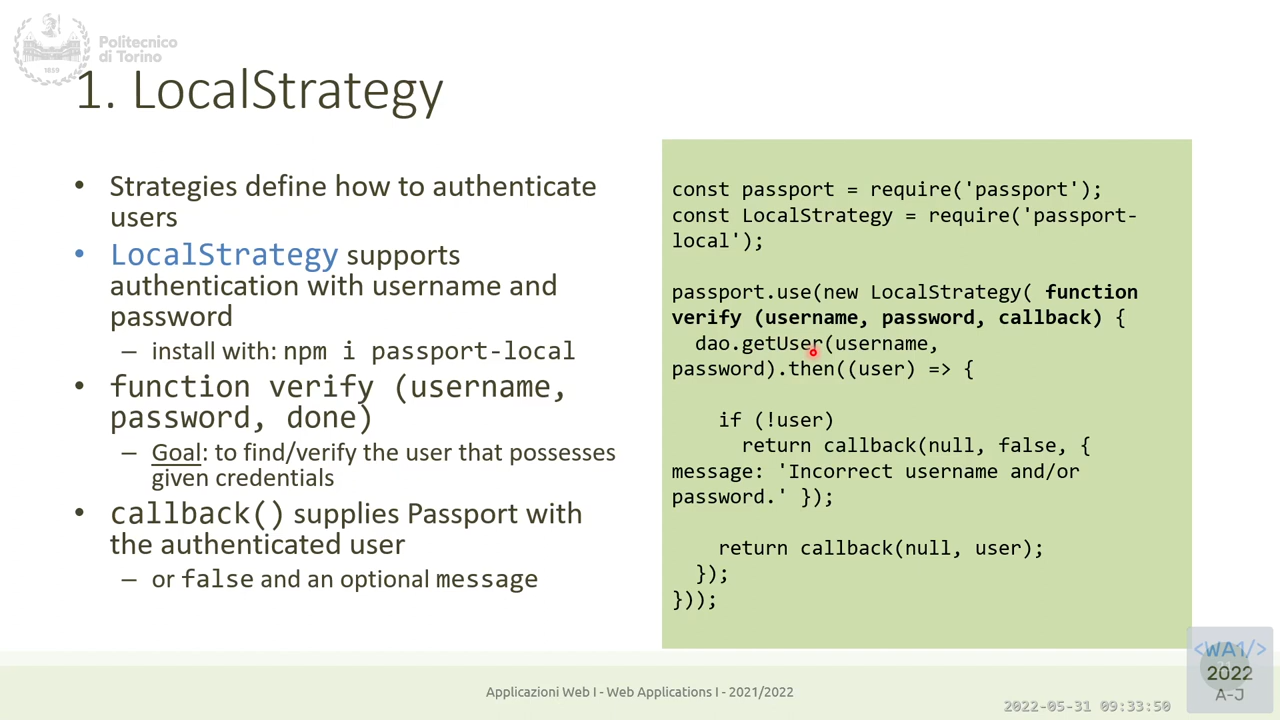 Politecnico
di Torino
1859
1. LocalStrategy
• Strategies define how to authenticate
users
• LocalStrategy supports
authentication with username and
password
– install with: npm i passport-local
• function verify (username,
password, done)
– Goal: to find/verify the user that possesses
given credentials
• callback() supplies Passport with
the authenticated user
– or false and an optional message
const passport = require('passport');
const LocalStrategy = require('passport-
local');
passport.use(new LocalStrategy( function
verify (username, password, callback) {
dao.getUser(username,
password).then((user) => {
if (!user)
return callback(null, false, {
message: 'Incorrect username and/or
password.' });
return callback(null, user);
});
}));
Applicazioni Web I - Web Applications I - 2021/2022
2022-05-31 09:33:50
<WA1/>
2022
A-J